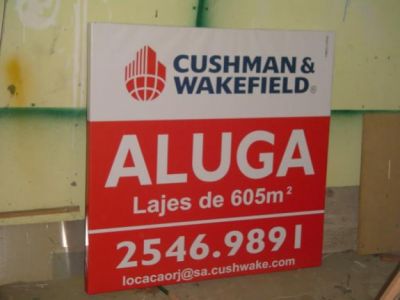 CUSHMAN &
WAKEFIELD®
ALUGA
Lajes de 605m²
2546.9891
locacaorj@sa.cushwake.com